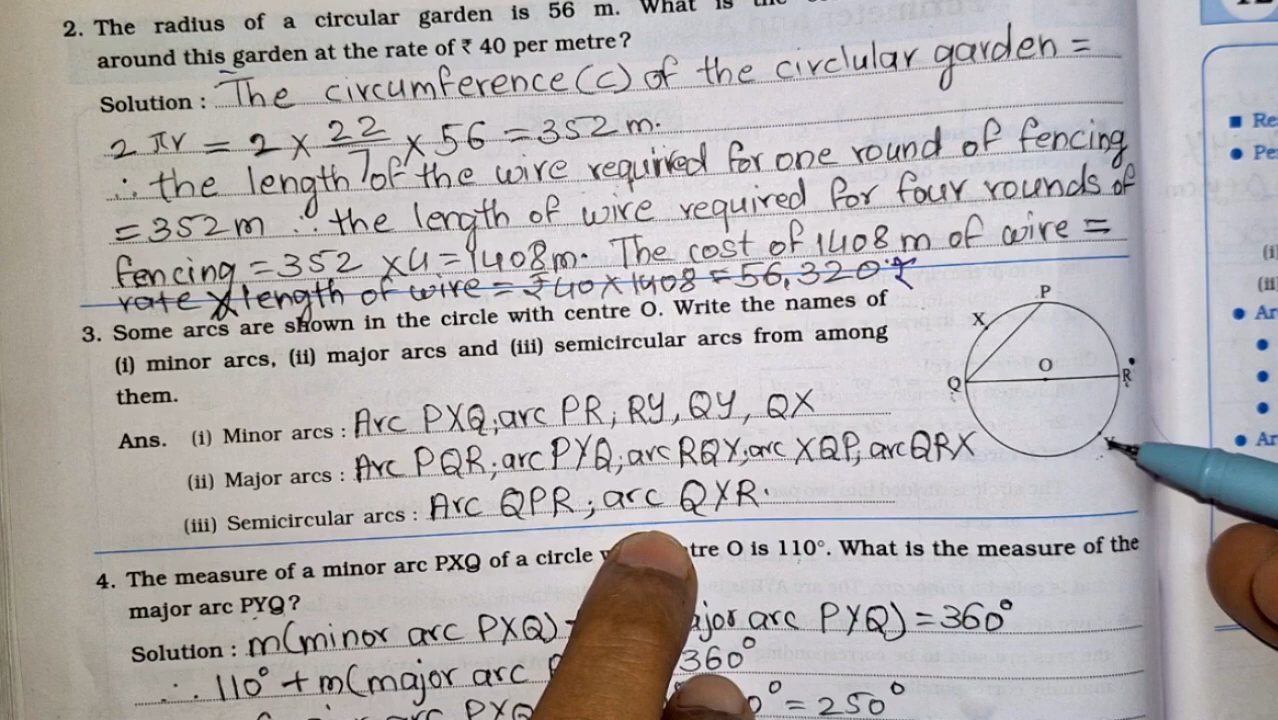 2. The radius of a circular garden is 56 m. What is
around this garden at the rate of ₹ 40 per metre?
Solution : The circumference (c) of the circlular garden =
2 πr = 2 × 22/7 × 56 = 352 m.
∴ the length of the wire required for one round of fencing
= 352 m ∴ the length of wire required for four rounds of
fencing = 352 × 4 = 1408 m. The cost of 1408 m of wire =
rate × length of wire = ₹ 40 × 1408 = 56,320 ₹
3. Some arcs are shown in the circle with centre O. Write the names of
(i) minor arcs, (ii) major arcs and (iii) semicircular arcs from among
them.
Ans. (i) Minor arcs : Arc PXQ, arc PR, RY, QY, QX
(ii) Major arcs : Arc PQR, arc PYQ, arc RQY, arc XQP, arc QRX
(iii) Semicircular arcs : Arc QPR, arc QYR.
P
X
O
Q
R
4. The measure of a minor arc PXQ of a circle tre O is 110°. What is the measure of the
major arc PYQ?
Solution : m(minor arc PXQ) ajor arc PYQ) = 360°
∴ 110° + m(major arc 360°
arc PYQ ° = 250°
Re
Pe
(i)
(ii
Ar
Ar